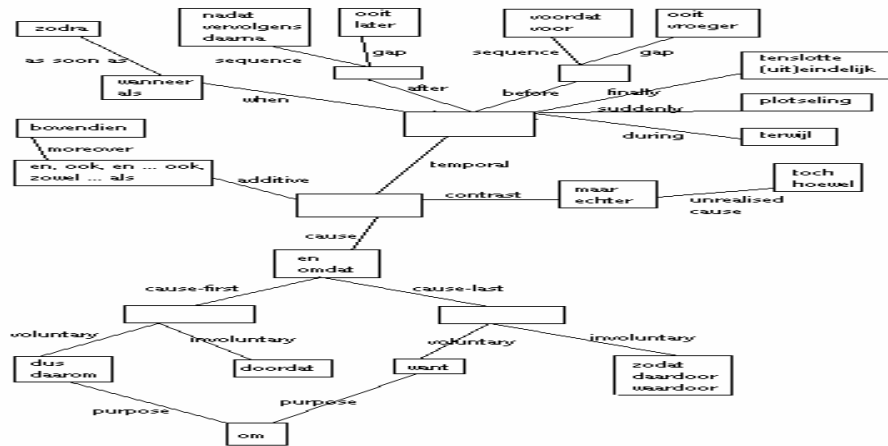 zodra
nadat
vervolgens
daarna
ooit
later
voordat
voor
ooit
vroeger
as soon as
sequence
gap
sequence
gap
tenslotte
(uit)eindelijk
wanneer
als
when
after
before
finally
suddenly
plotseling
during
terwijl
bovendien
moreover
en, ook, en ... ook,
zowel ... als
additive
temporal
contrast
maar
echter
toch
hoewel
unrealised
cause
cause
en
omdat
cause-first
cause-last
voluntary
involuntary
voluntary
involuntary
dus
daarom
doordat
want
zodat
daardoor
waardoor
purpose
purpose
om